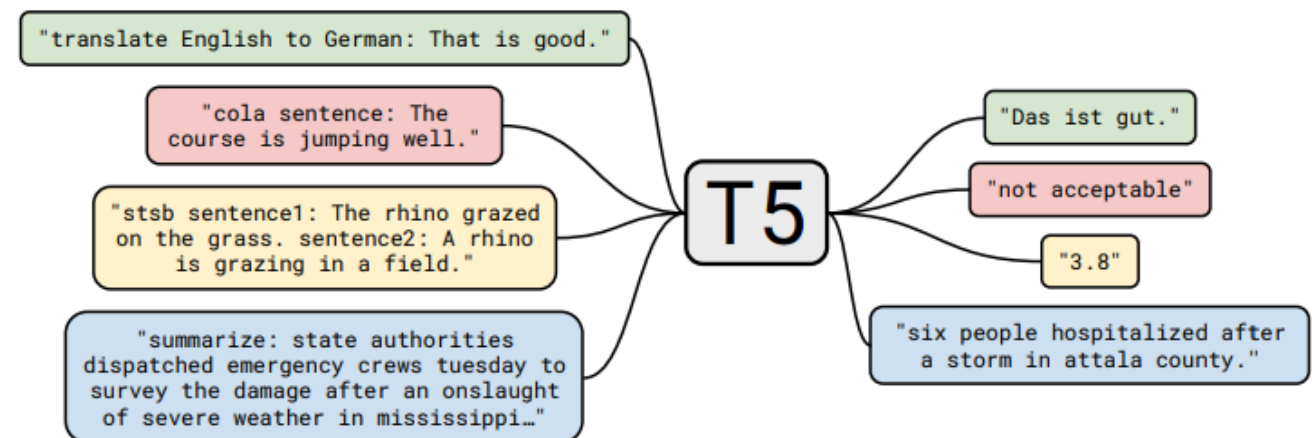 "translate English to German: That is good."
"cola sentence: The
course is jumping well."
"stsb sentence1: The rhino grazed
on the grass. sentence2: A rhino
is grazing in a field."
"summarize: state authorities
dispatched emergency crews tuesday to
survey the damage after an onslaught
of severe weather in mississippi…"
T5
"Das ist gut."
"not acceptable"
"3.8"
"six people hospitalized after
a storm in attala county."